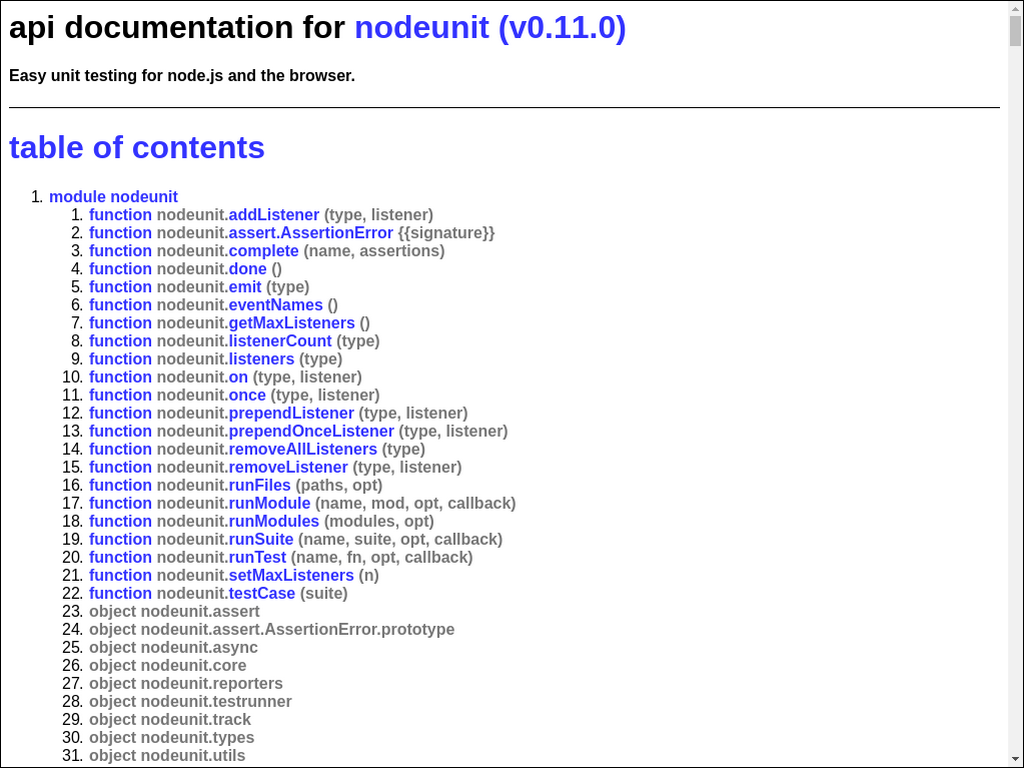 api documentation for nodeunit (v0.11.0)
Easy unit testing for node.js and the browser.
table of contents
1. module nodeunit
1. function nodeunit.addListener (type, listener)
2. function nodeunit.assert.AssertionError {{signature}}
3. function nodeunit.complete (name, assertions)
4. function nodeunit.done ()
5. function nodeunit.emit (type)
6. function nodeunit.eventNames ()
7. function nodeunit.getMaxListeners ()
8. function nodeunit.listenerCount (type)
9. function nodeunit.listeners (type)
10. function nodeunit.on (type, listener)
11. function nodeunit.once (type, listener)
12. function nodeunit.prependListener (type, listener)
13. function nodeunit.prependOnceListener (type, listener)
14. function nodeunit.removeAllListeners (type)
15. function nodeunit.removeListener (type, listener)
16. function nodeunit.runFiles (paths, opt)
17. function nodeunit.runModule (name, mod, opt, callback)
18. function nodeunit.runModules (modules, opt)
19. function nodeunit.runSuite (name, suite, opt, callback)
20. function nodeunit.runTest (name, fn, opt, callback)
21. function nodeunit.setMaxListeners (n)
22. function nodeunit.testCase (suite)
23. object nodeunit.assert
24. object nodeunit.assert.AssertionError.prototype
25. object nodeunit.async
26. object nodeunit.core
27. object nodeunit.reporters
28. object nodeunit.testrunner
29. object nodeunit.track
30. object nodeunit.types
31. object nodeunit.utils